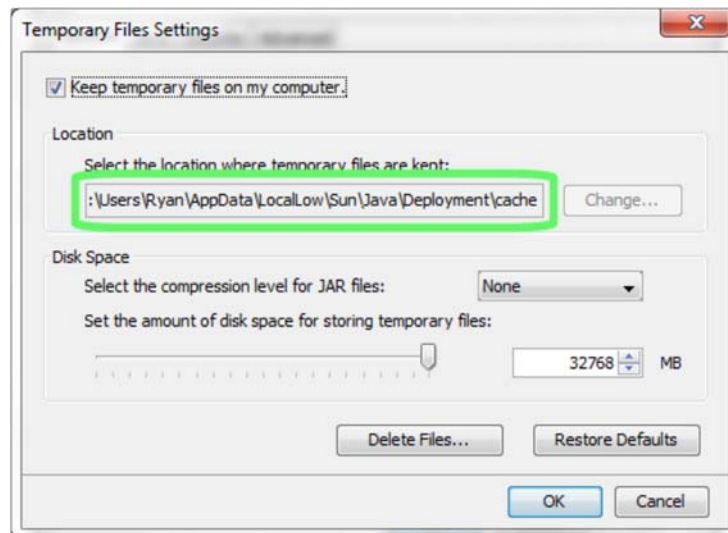 Temporary Files Settings
Keep temporary files on my computer.
Location
Select the location where temporary files are kept:
:\Users\Ryan\AppData\LocalLow\Sun\Java\Deployment\cache
Change...
Disk Space
Select the compression level for JAR files:
None
Set the amount of disk space for storing temporary files:
32768
MB
Delete Files...
Restore Defaults
OK
Cancel